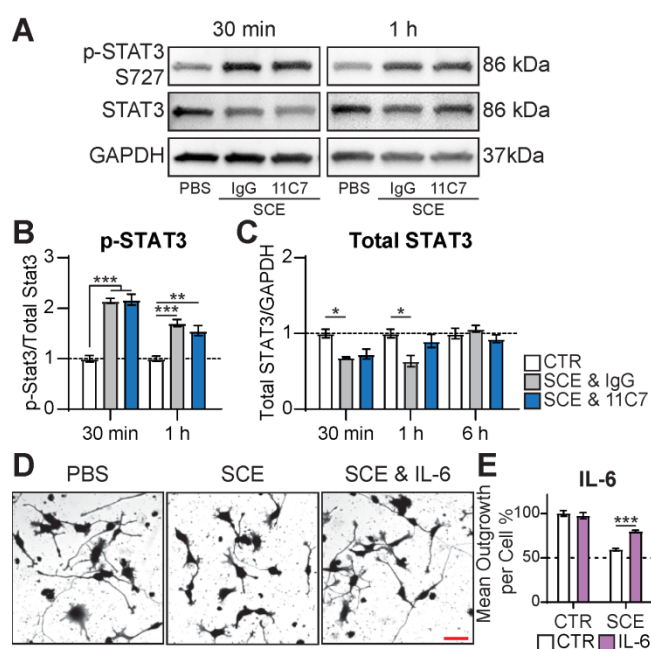 A
30 min
1 h
p-STAT3
S727
86 kDa
STAT3
86 kDa
GAPDH
37kDa
PBS IgG 11C7 PBS IgG 11C7
SCE SCE
B
p-STAT3
p-Stat3/Total Stat3
2
1
0
***
**
***
30 min 1 h
C
Total STAT3
Total STAT3/GAPDH
2
1
0
* *
30 min 1 h 6 h
CTR
SCE & IgG
SCE & 11C7
D
PBS SCE SCE & IL-6
E
IL-6
Mean Outgrowth
per Cell %
100
50
0
***
CTR SCE
CTR IL-6